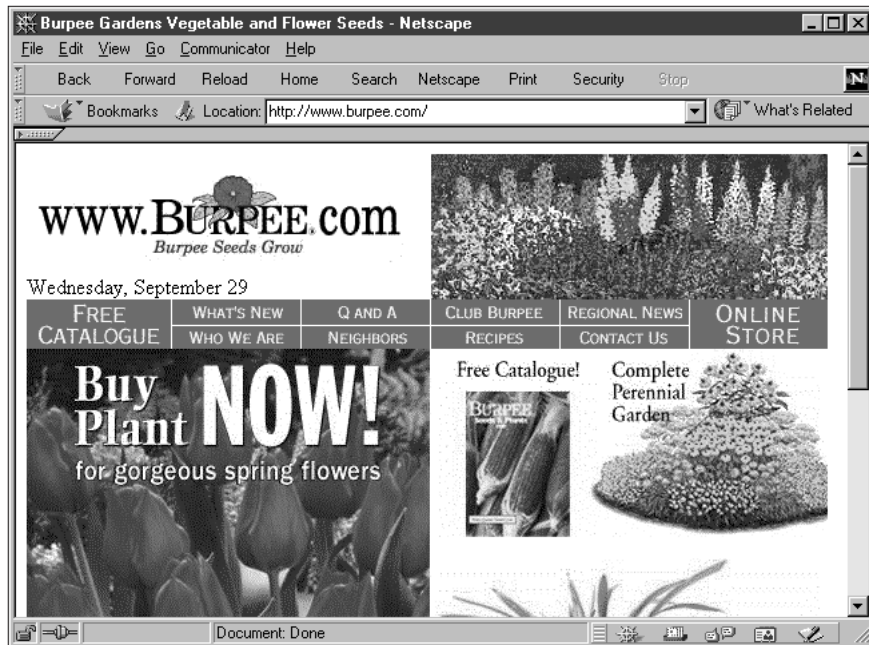 Burpee Gardens Vegetable and Flower Seeds - Netscape
File Edit View Go Communicator Help
Back Forward Reload Home Search Netscape Print Security Stop
N
Bookmarks Location: http://www.burpee.com/ What's Related
www.BURPEE.com
Burpee Seeds Grow
Wednesday, September 29
FREE CATALOGUE
WHAT'S NEW Q AND A CLUB BURPEE REGIONAL NEWS
WHO WE ARE NEIGHBORS RECIPES CONTACT US
ONLINE STORE
Buy
Plant NOW!
for gorgeous spring flowers
Free Catalogue!
BURPEE
Seeds & Plants
Complete
Perennial
Garden
Document: Done